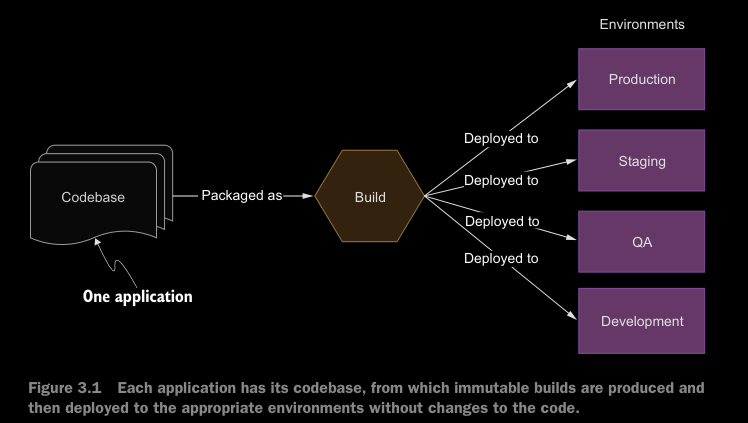 Environments
Production
Deployed to
Staging
Deployed to
Codebase
Packaged as
Build
Deployed to
QA
Deployed to
One application
Development
Figure 3.1 Each application has its codebase, from which immutable builds are produced and
then deployed to the appropriate environments without changes to the code.